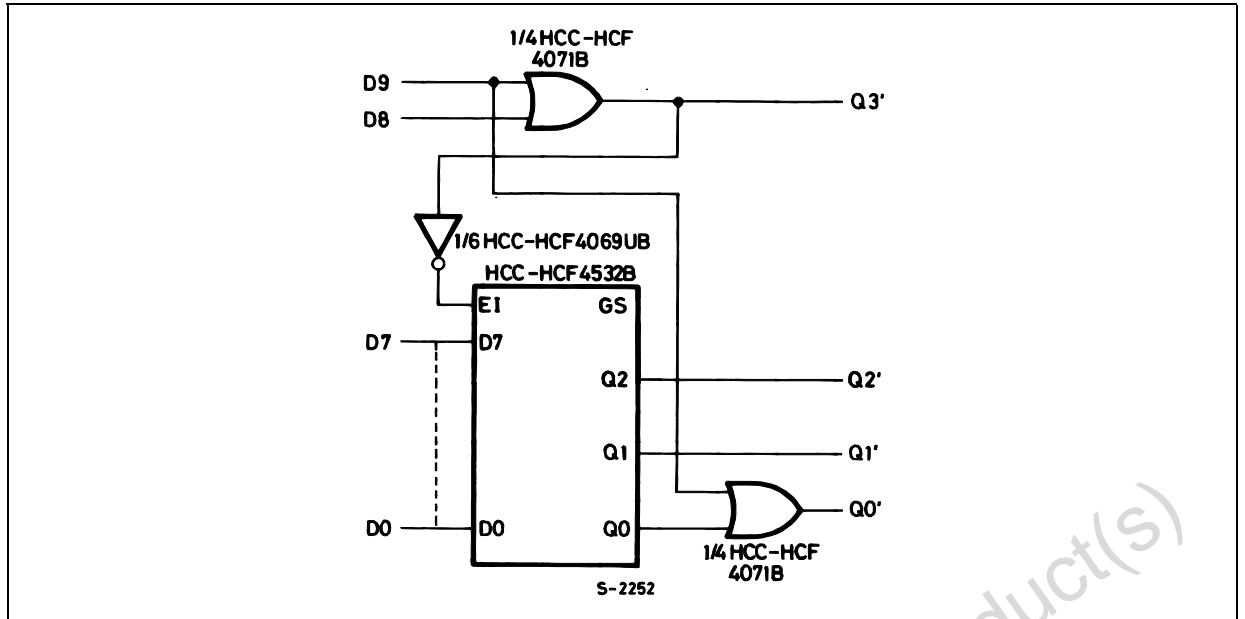 1/4 HCC-HCF
4071B
D9
D8
Q3'
1/6 HCC-HCF4069UB
HCC-HCF4532B
EI
GS
D7
D7
Q2
Q2'
Q1
Q1'
Q0'
D0
D0
Q0
1/4 HCC-HCF
4071B
S-2252
duct(s)